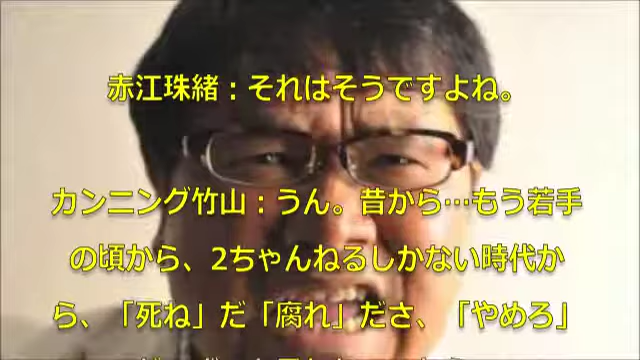 赤江珠緒：それはそうですよね。
カンニング竹山：うん。昔から…もう若手
の頃から、2ちゃんねるしかない時代か
ら、「死ね」だ「腐れ」ださ、「やめろ」